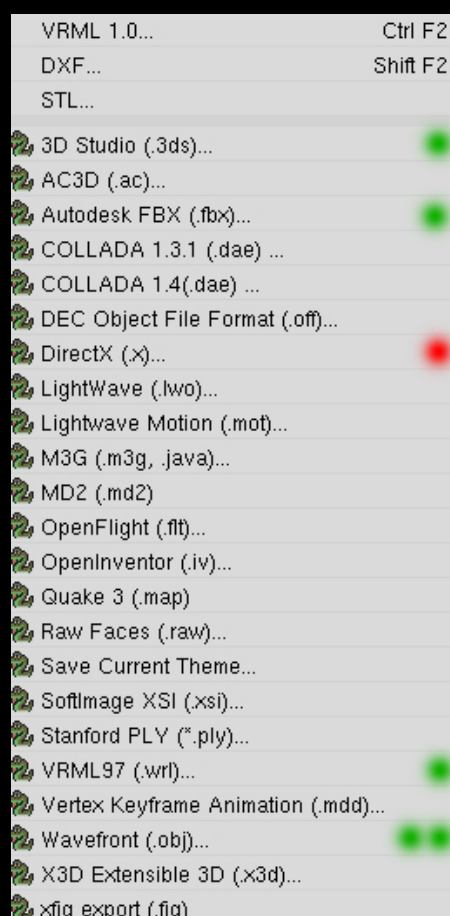 VRML 1.0... Ctrl F2
DXF... Shift F2
STL...
3D Studio (.3ds)...
AC3D (.ac)...
Autodesk FBX (.fbx)...
COLLADA 1.3.1 (.dae) ...
COLLADA 1.4(.dae) ...
DEC Object File Format (.off)...
DirectX (.x)...
LightWave (.lwo)...
Lightwave Motion (.mot)...
M3G (.m3g, .java)...
MD2 (.md2)
OpenFlight (.flt)...
OpenInventor (.iv)...
Quake 3 (.map)
Raw Faces (.raw)...
Save Current Theme...
SoftImage XSI (.xsi)...
Stanford PLY (*.ply)...
VRML97 (.wrl)...
Vertex Keyframe Animation (.mdd)...
Wavefront (.obj)...
X3D Extensible 3D (.x3d)...
xfig export (.fig)